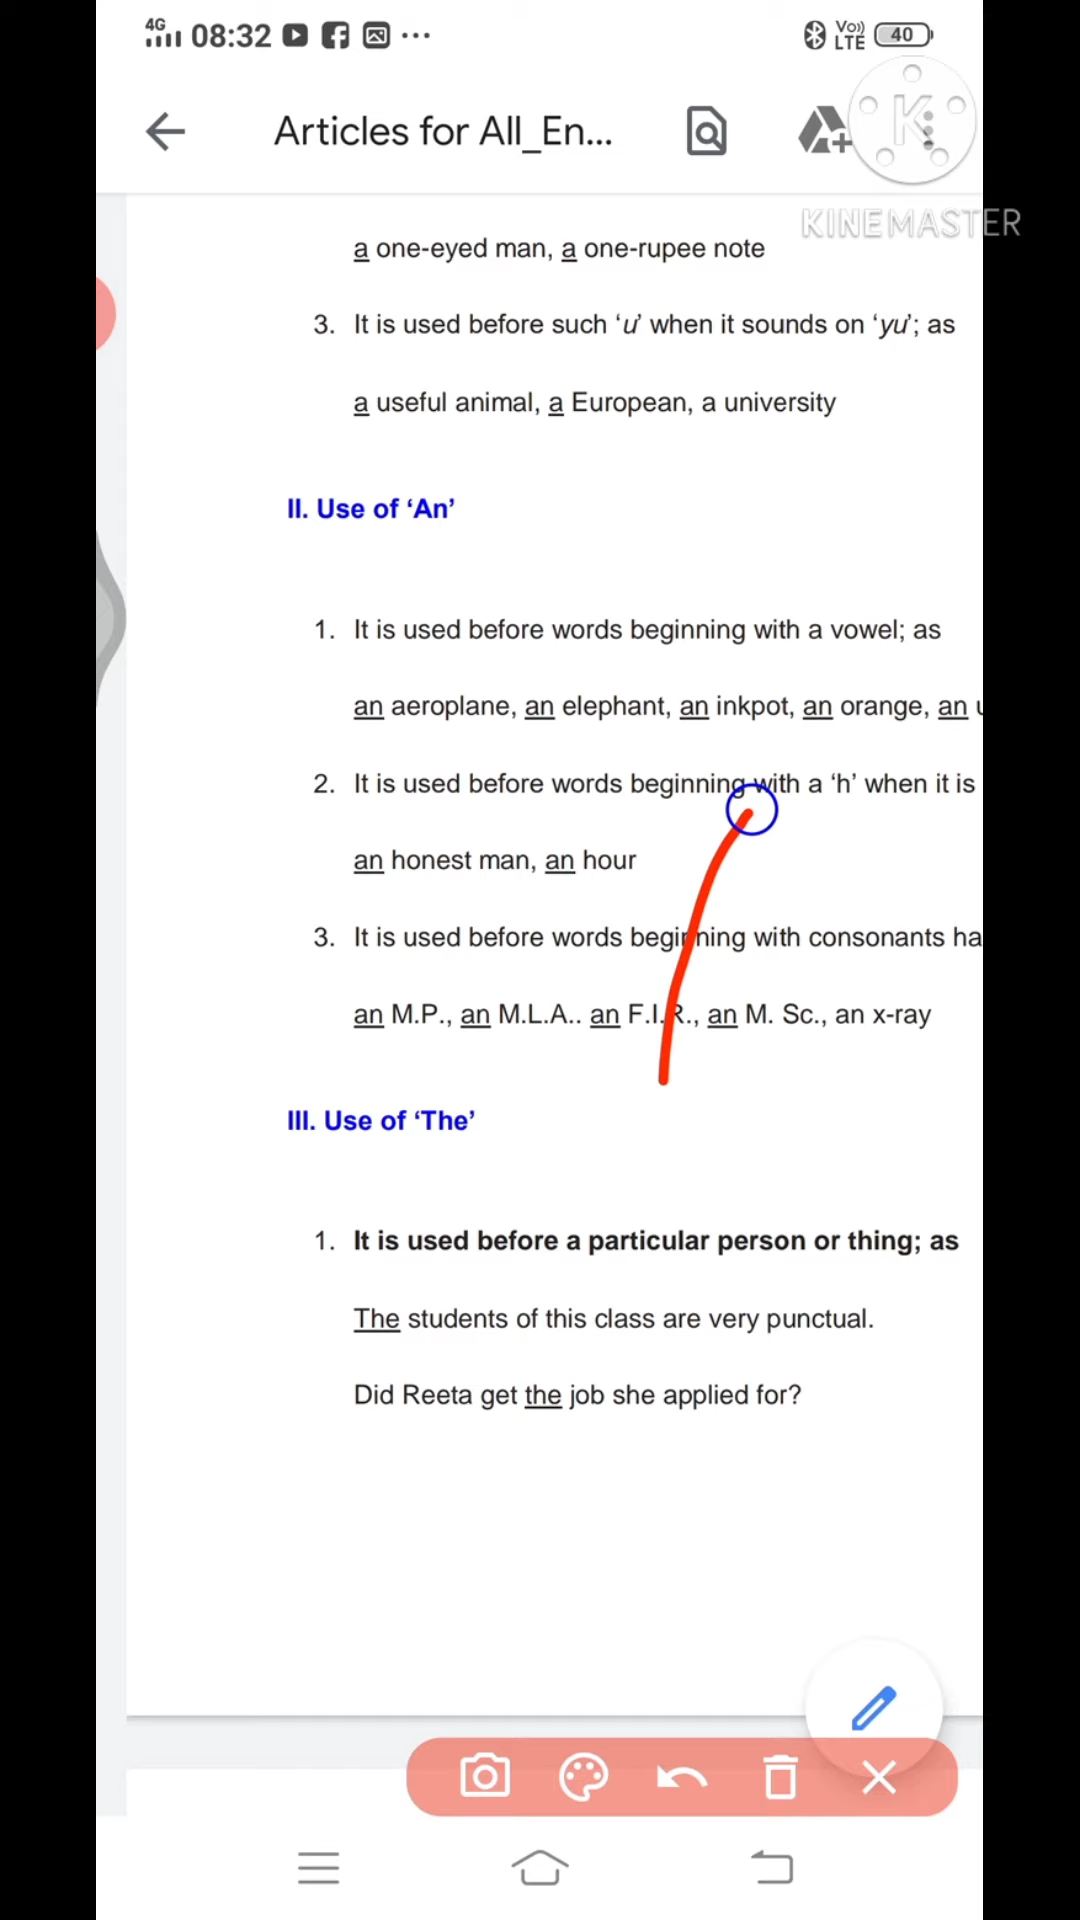 4G 08:32 Vo)) LTE 40
Articles for All_En...
K
KINEMASTER
a one-eyed man, a one-rupee note
3. It is used before such ‘u’ when it sounds on ‘yu’; as
a useful animal, a European, a university
II. Use of ‘An’
1. It is used before words beginning with a vowel; as
an aeroplane, an elephant, an inkpot, an orange, an
2. It is used before words beginning with a ‘h’ when it is
an honest man, an hour
3. It is used before words beginning with consonants ha
an M.P., an M.L.A.. an F.I.R., an M. Sc., an x-ray
III. Use of ‘The’
1. It is used before a particular person or thing; as
The students of this class are very punctual.
Did Reeta get the job she applied for?